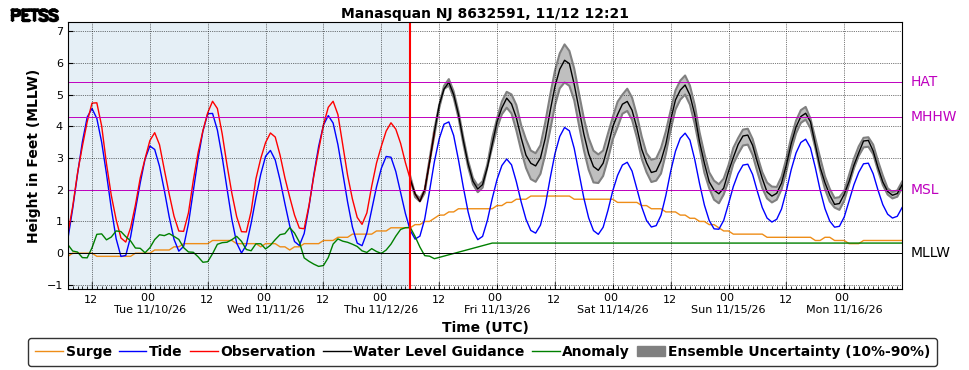 PETSS
Manasquan NJ 8632591, 11/12 12:21
Height in Feet (MLLW)
7
6
5
4
3
2
1
0
−1
HAT
MHHW
MSL
MLLW
12 00 12 00 12 00 12 00 12 00 12 00 12 00
Tue 11/10/26 Wed 11/11/26 Thu 11/12/26 Fri 11/13/26 Sat 11/14/26 Sun 11/15/26 Mon 11/16/26
Time (UTC)
Surge Tide Observation Water Level Guidance Anomaly Ensemble Uncertainty (10%-90%)